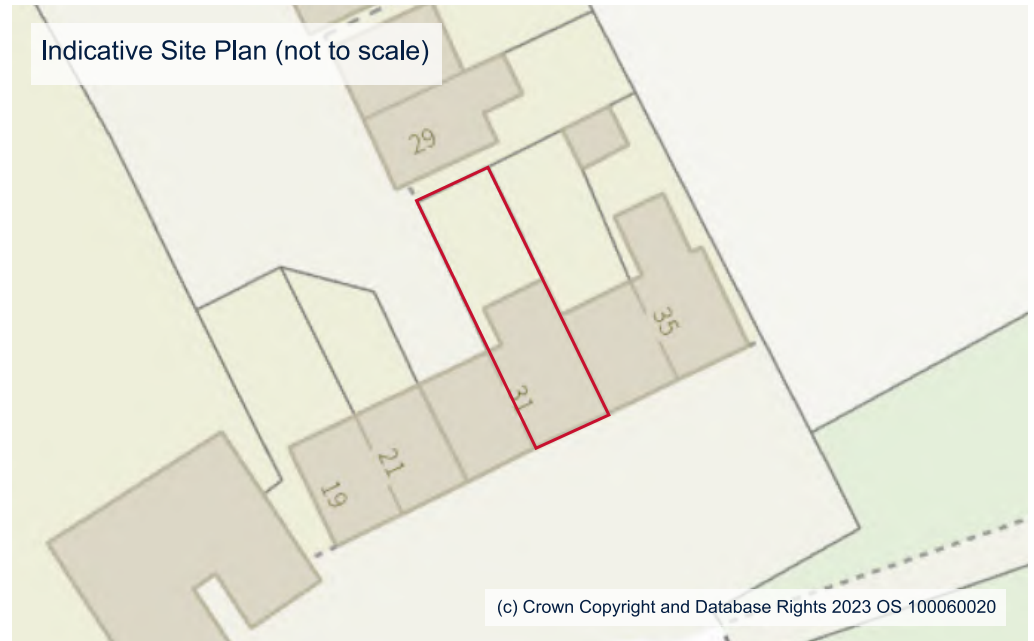 Indicative Site Plan (not to scale)
29
35
31
21
19
(c) Crown Copyright and Database Rights 2023 OS 100060020